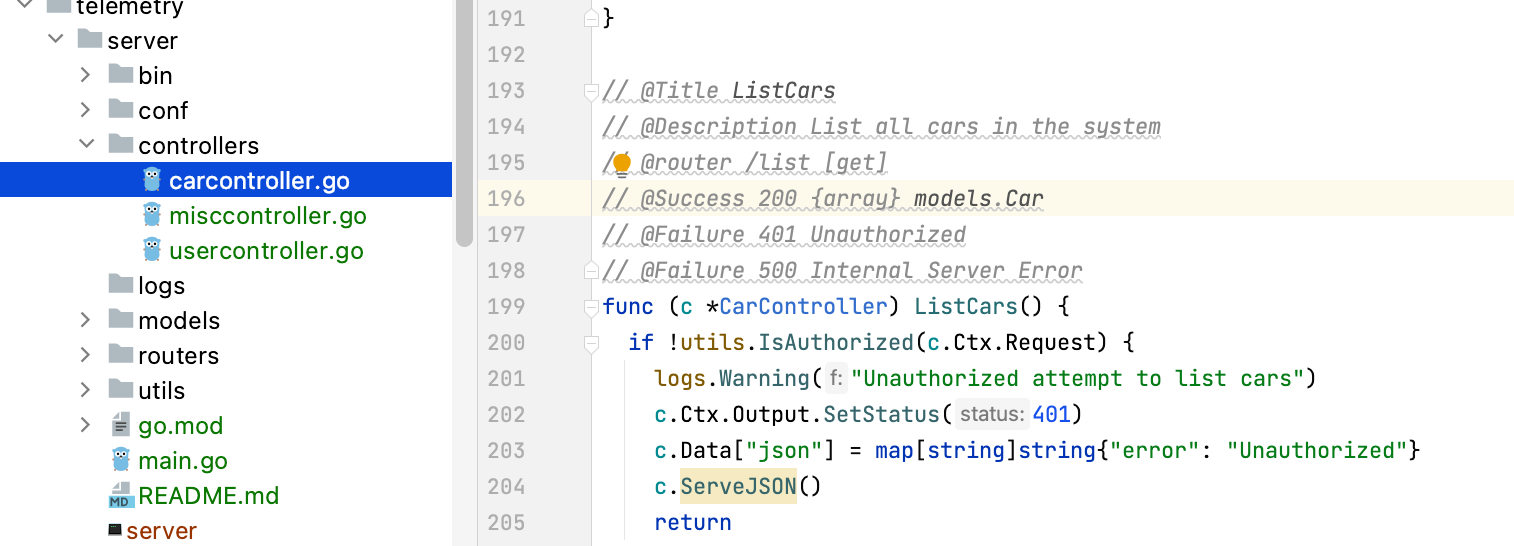 telemetry
server
bin
conf
controllers
carcontroller.go
misccontroller.go
usercontroller.go
logs
models
routers
utils
go.mod
main.go
MD README.md
server
191 }
192
193 // @Title ListCars
194 // @Description List all cars in the system
195 // @router /list [get]
196 // @Success 200 {array} models.Car
197 // @Failure 401 Unauthorized
198 // @Failure 500 Internal Server Error
199 func (c *CarController) ListCars() {
200 if !utils.IsAuthorized(c.Ctx.Request) {
201 logs.Warning( f: "Unauthorized attempt to list cars")
202 c.Ctx.Output.SetStatus( status: 401)
203 c.Data["json"] = map[string]string{"error": "Unauthorized"}
204 c.ServeJSON()
205 return